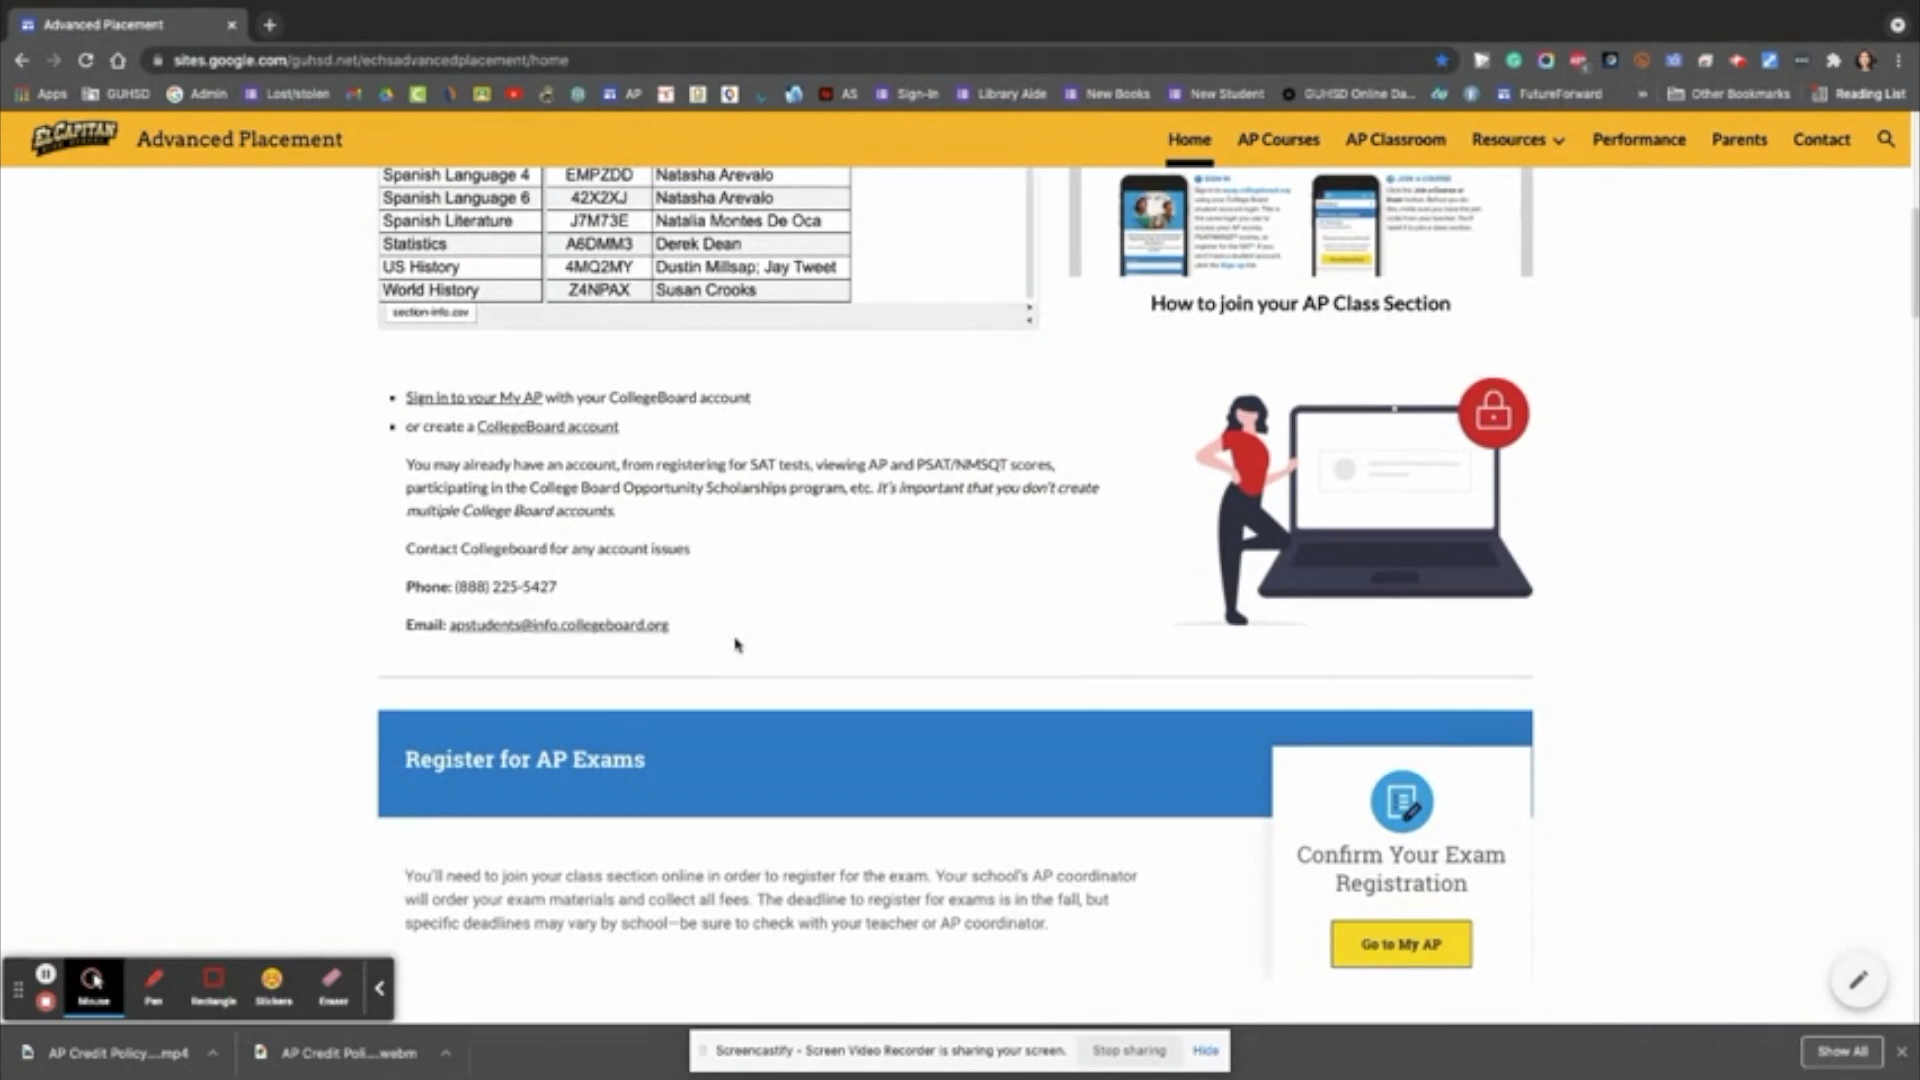 Advanced Placement
sites.google.com/guhsd.net/echsadvancedplacement/home
Apps GUHSD Admin Lost/stolen AP AS Sign-In Library Aide New Books New Student GUHSD Online Da... FutureForward » Other Bookmarks Reading List
EL CAPITAN
Advanced Placement
Home AP Courses AP Classroom Resources Performance Parents Contact
Spanish Language 4 EMPZDD Natasha Arevalo
Spanish Language 6 42X2XJ Natasha Arevalo
Spanish Literature J7M73E Natalia Montes De Oca
Statistics A6DMM3 Derek Dean
US History 4MQ2MY Dustin Millsap; Jay Tweet
World History Z4NPAX Susan Crooks
section-info.csv
SIGN IN
JOIN A COURSE
How to join your AP Class Section
Sign in to your My AP with your CollegeBoard account
or create a CollegeBoard account
You may already have an account, from registering for SAT tests, viewing AP and PSAT/NMSQT scores,
participating in the College Board Opportunity Scholarships program, etc. It's important that you don't create
multiple College Board accounts.
Contact Collegeboard for any account issues
Phone: (888) 225-5427
Email: apstudents@info.collegeboard.org
Register for AP Exams
You'll need to join your class section online in order to register for the exam. Your school's AP coordinator
will order your exam materials and collect all fees. The deadline to register for exams is in the fall, but
specific deadlines may vary by school—be sure to check with your teacher or AP coordinator.
Confirm Your Exam
Registration
Go to My AP
Mouse Pen Rectangle Stickers Eraser
AP Credit Policy....mp4
AP Credit Poli....webm
Screencastify - Screen Video Recorder is sharing your screen. Stop sharing Hide
Show All